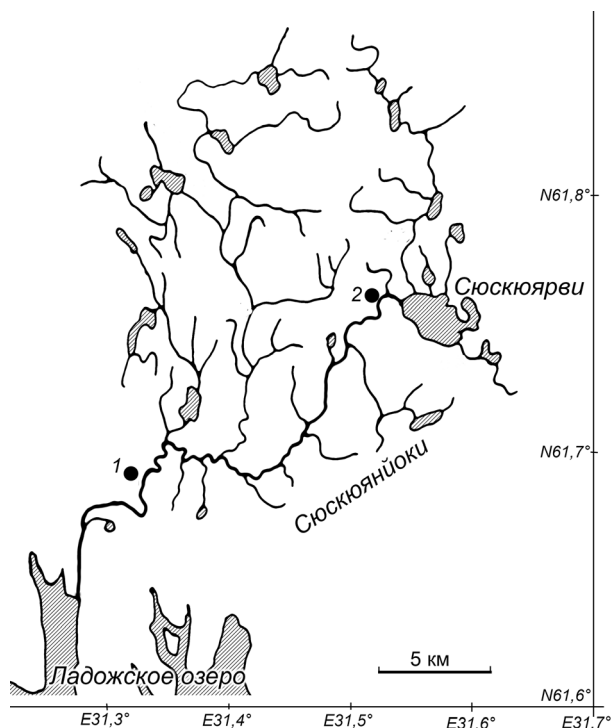 N61,8°
Сюскюярви
2
N61,7°
Сюскюянйоки
1
5 км
Ладожское озеро
N61,6°
E31,3°
E31,4°
E31,5°
E31,6°
E31,7°